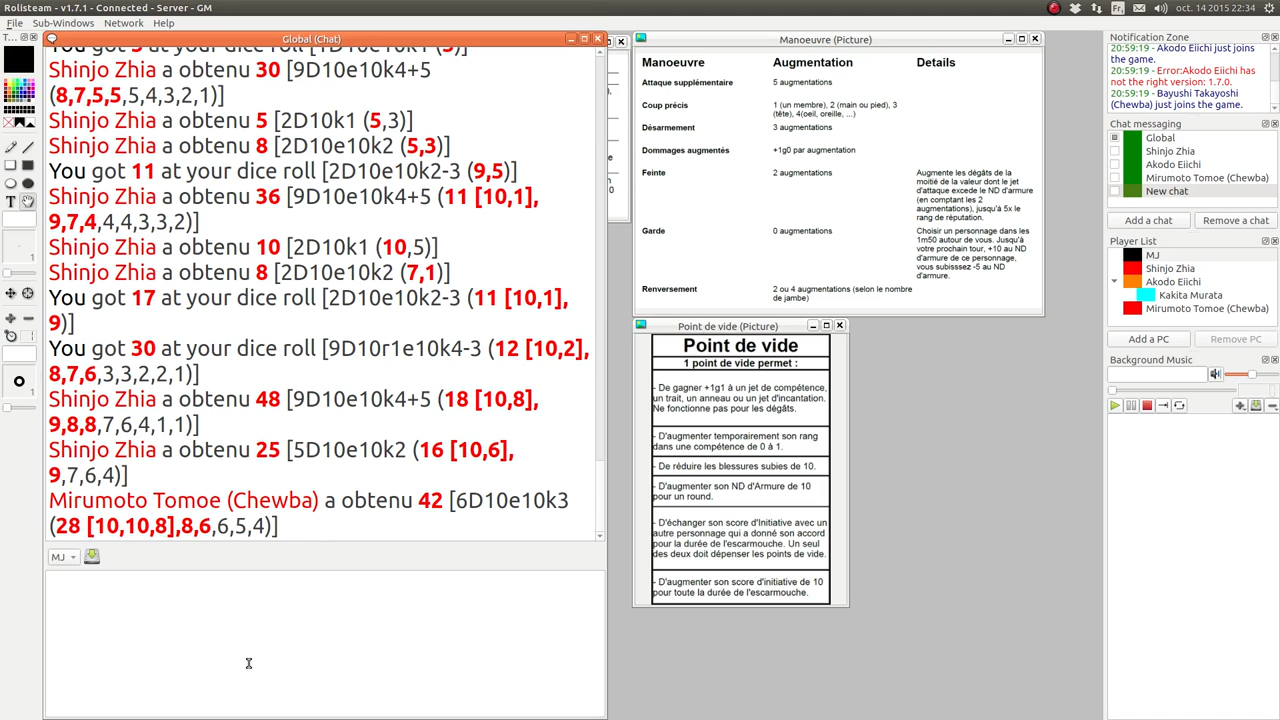 Rolisteam - v1.7.1 - Connected - Server - GM
Fr
oct. 14 2015 22:34
File Sub-Windows Network Help
T...
Global (Chat)
Shinjo Zhia a obtenu 30 [9D10e10k4+5
(8,7,5,5,5,4,3,2,1)]
Shinjo Zhia a obtenu 5 [2D10k1 (5,3)]
Shinjo Zhia a obtenu 8 [2D10e10k2 (5,3)]
You got 11 at your dice roll [2D10e10k2-3 (9,5)]
Shinjo Zhia a obtenu 36 [9D10e10k4+5 (11 [10,1],
9,7,4,4,4,3,3,2)]
Shinjo Zhia a obtenu 10 [2D10k1 (10,5)]
Shinjo Zhia a obtenu 8 [2D10e10k2 (7,1)]
You got 17 at your dice roll [2D10e10k2-3 (11 [10,1],
9)]
You got 30 at your dice roll [9D10r1e10k4-3 (12 [10,2],
8,7,6,3,3,2,2,1)]
Shinjo Zhia a obtenu 48 [9D10e10k4+5 (18 [10,8],
9,8,8,7,6,4,1,1)]
Shinjo Zhia a obtenu 25 [5D10e10k2 (16 [10,6],
9,7,6,4)]
Mirumoto Tomoe (Chewba) a obtenu 42 [6D10e10k3
(28 [10,10,8],8,6,6,5,4)]
MJ
T
1
1
Manoeuvre (Picture)
Manoeuvre Augmentation Details
Attaque supplémentaire 5 augmentations
Coup précis 1 (un membre), 2 (main ou pied), 3
(tête), 4(oeil, oreille, ...)
Désarmement 3 augmentations
Dommages augmentés +1g0 par augmentation
Feinte 2 augmentations Augmente les dégâts de la
moitié de la valeur dont le jet
d'attaque excede le ND d'armure
(en comptant les 2
augmentations), jusqu'à 5x le
rang de réputation.
Garde 0 augmentations Choisir un personnage dans les
1m50 autour de vous. Jusqu'à
votre prochain tour, +10 au ND
d'armure de ce personnage,
vous subisssez -5 au ND
d'armure.
Renversement 2 ou 4 augmentations (selon le nombre
de jambe)
Point de vide (Picture)
Point de vide
1 point de vide permet :
- De gagner +1g1 à un jet de compétence,
un trait, un anneau ou un jet d'incantation.
Ne fonctionne pas pour les dégâts.
- D'augmenter temporairement son rang
dans une compétence de 0 à 1.
- De réduire les blessures subies de 10.
- D'augmenter son ND d'Armure de 10
pour un round.
- D'échanger son score d'Initiative avec un
autre personnage qui a donné son accord
pour la durée de l'escarmouche. Un seul
des deux doit dépenser les points de vide.
- D'augmenter son score d'initiative de 10
pour toute la durée de l'escarmouche.
Notification Zone
20:59:19 - Akodo Eiichi just joins
the game.
20:59:19 - Error:Akodo Eiichi has
not the right version: 1.7.0.
20:59:19 - Bayushi Takayoshi
(Chewba) just joins the game.
Chat messaging
Global
Shinjo Zhia
Akodo Eiichi
Mirumoto Tomoe (Chewba)
New chat
Add a chat Remove a chat
Player List
MJ
Shinjo Zhia
Akodo Eiichi
Kakita Murata
Mirumoto Tomoe (Chewba)
Add a PC Remove PC
Background Music